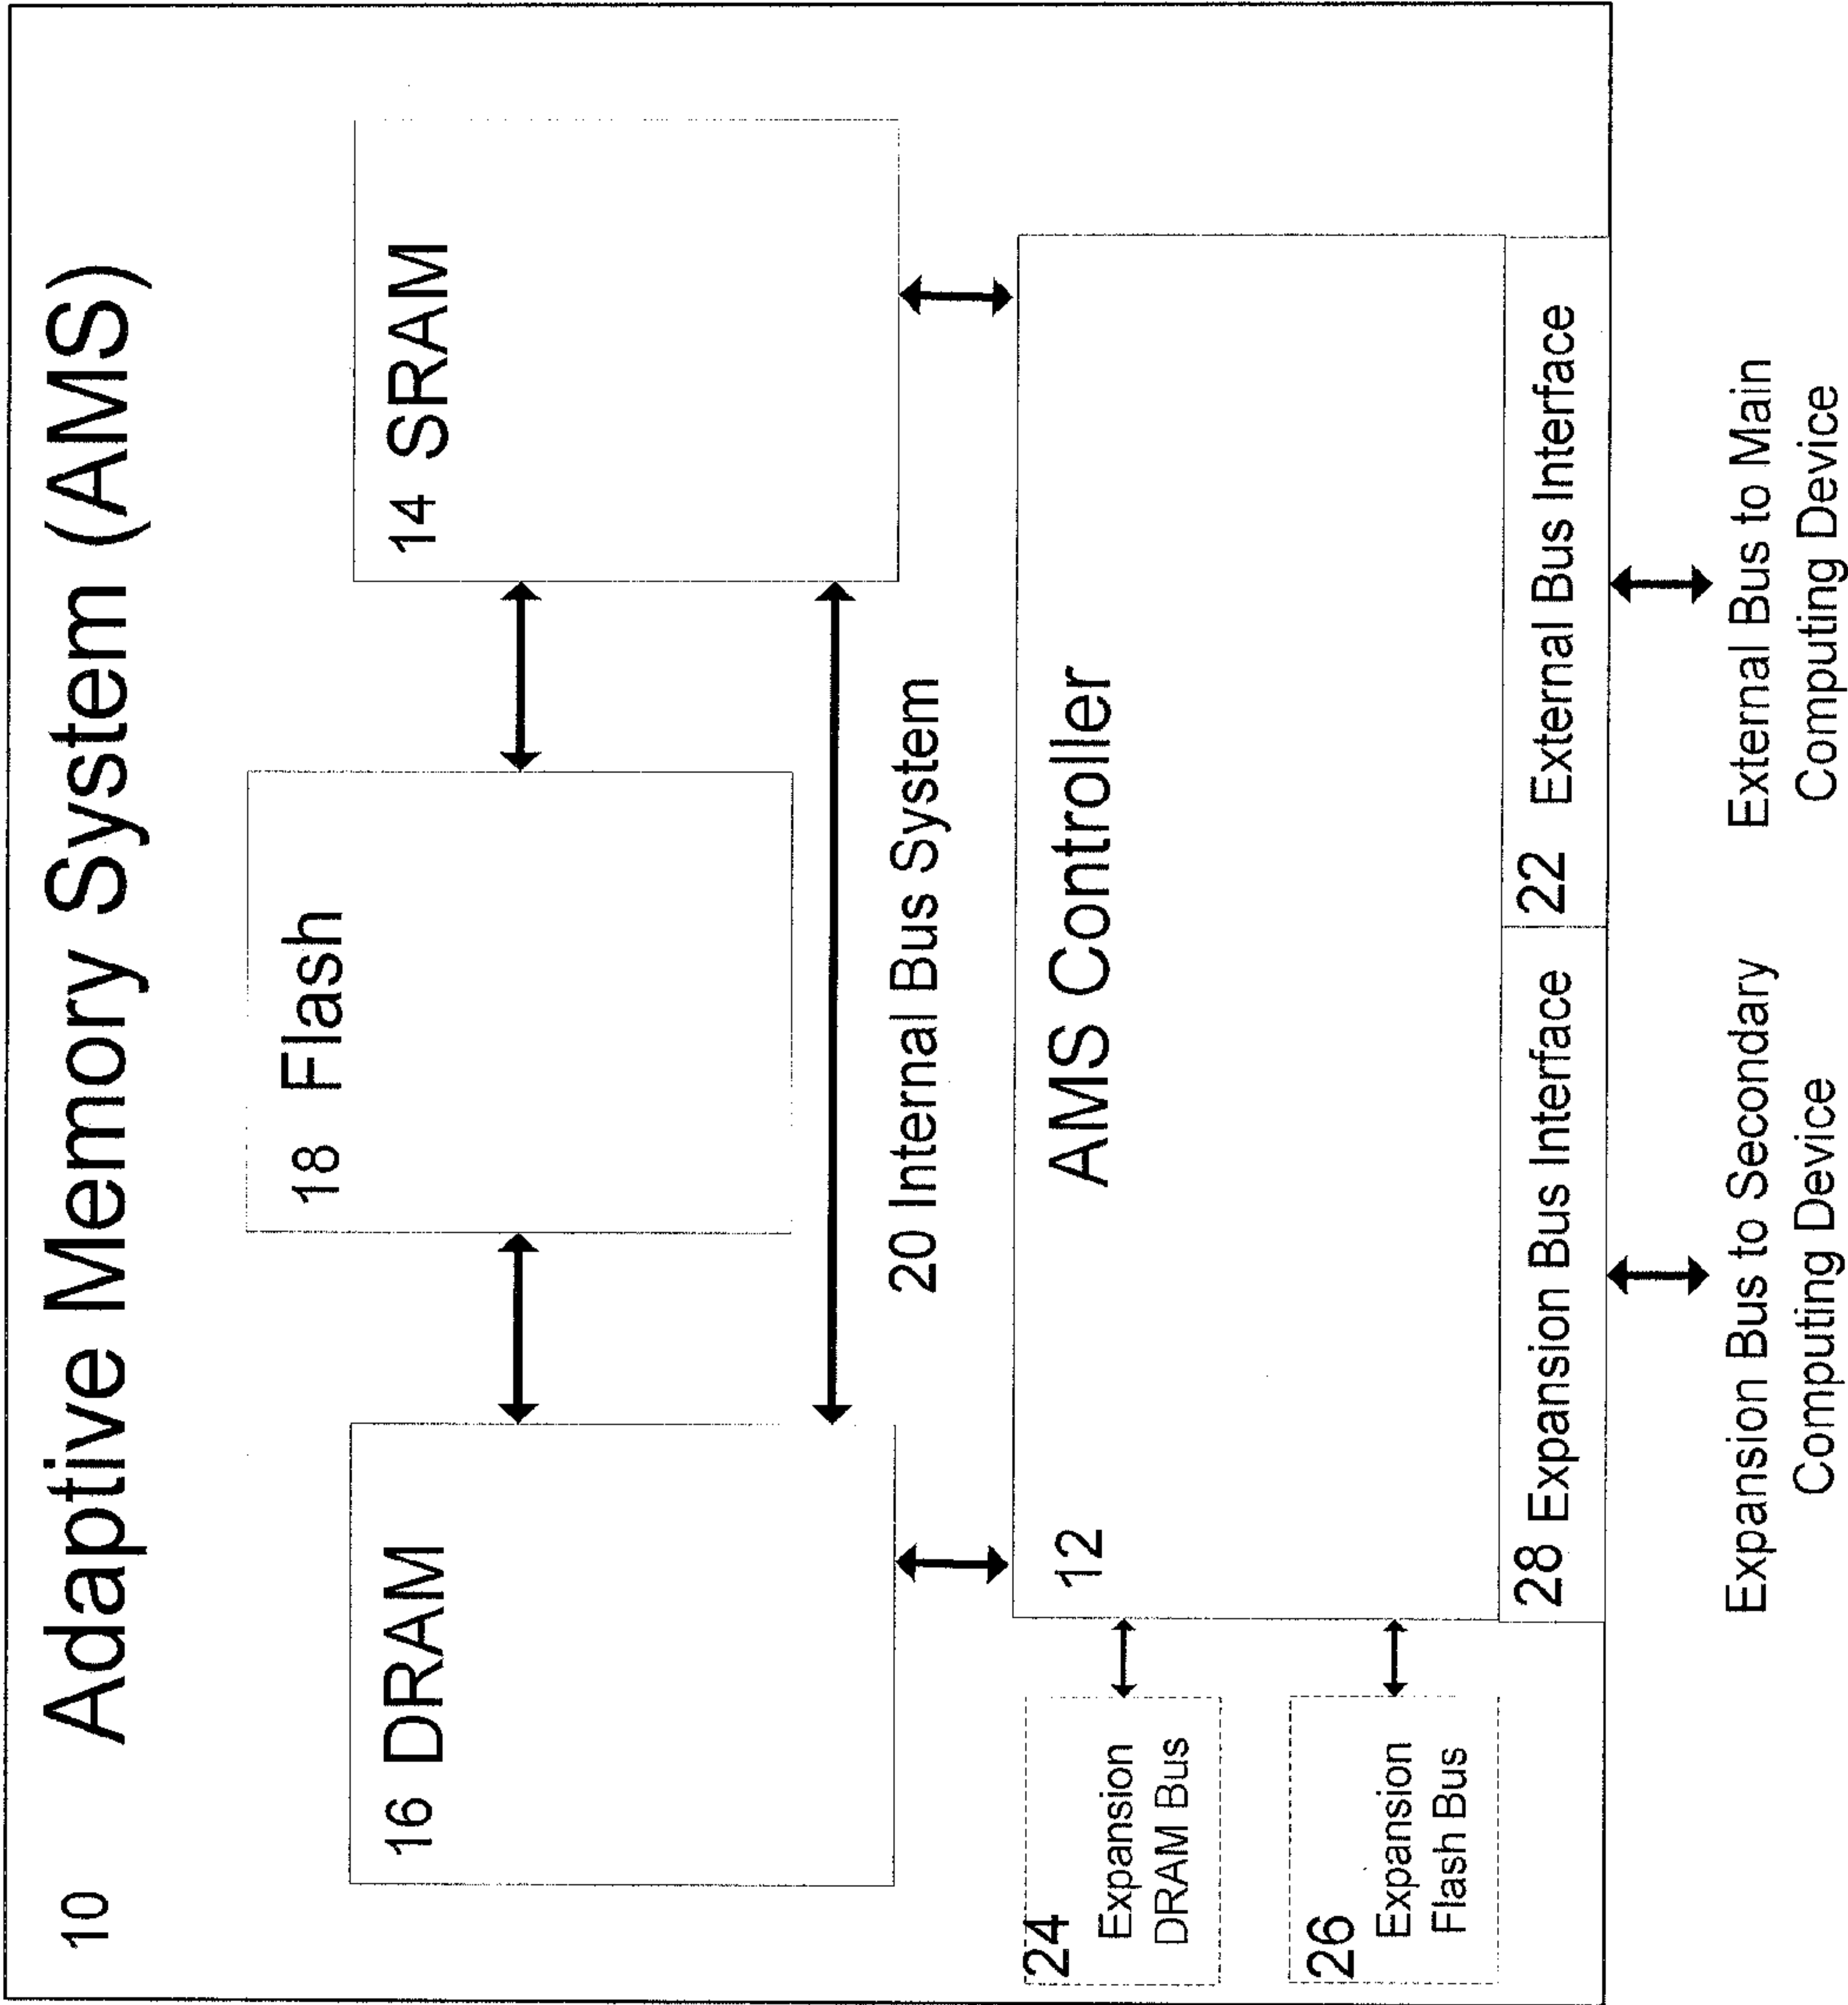 10 Adaptive Memory System (AMS)
18 Flash
16 DRAM
14 SRAM
20 Internal Bus System
12 AMS Controller
24
Expansion
DRAM Bus
26
Expansion
Flash Bus
28 Expansion Bus Interface
22 External Bus Interface
Expansion Bus to Secondary
Computing Device
External Bus to Main
Computing Device